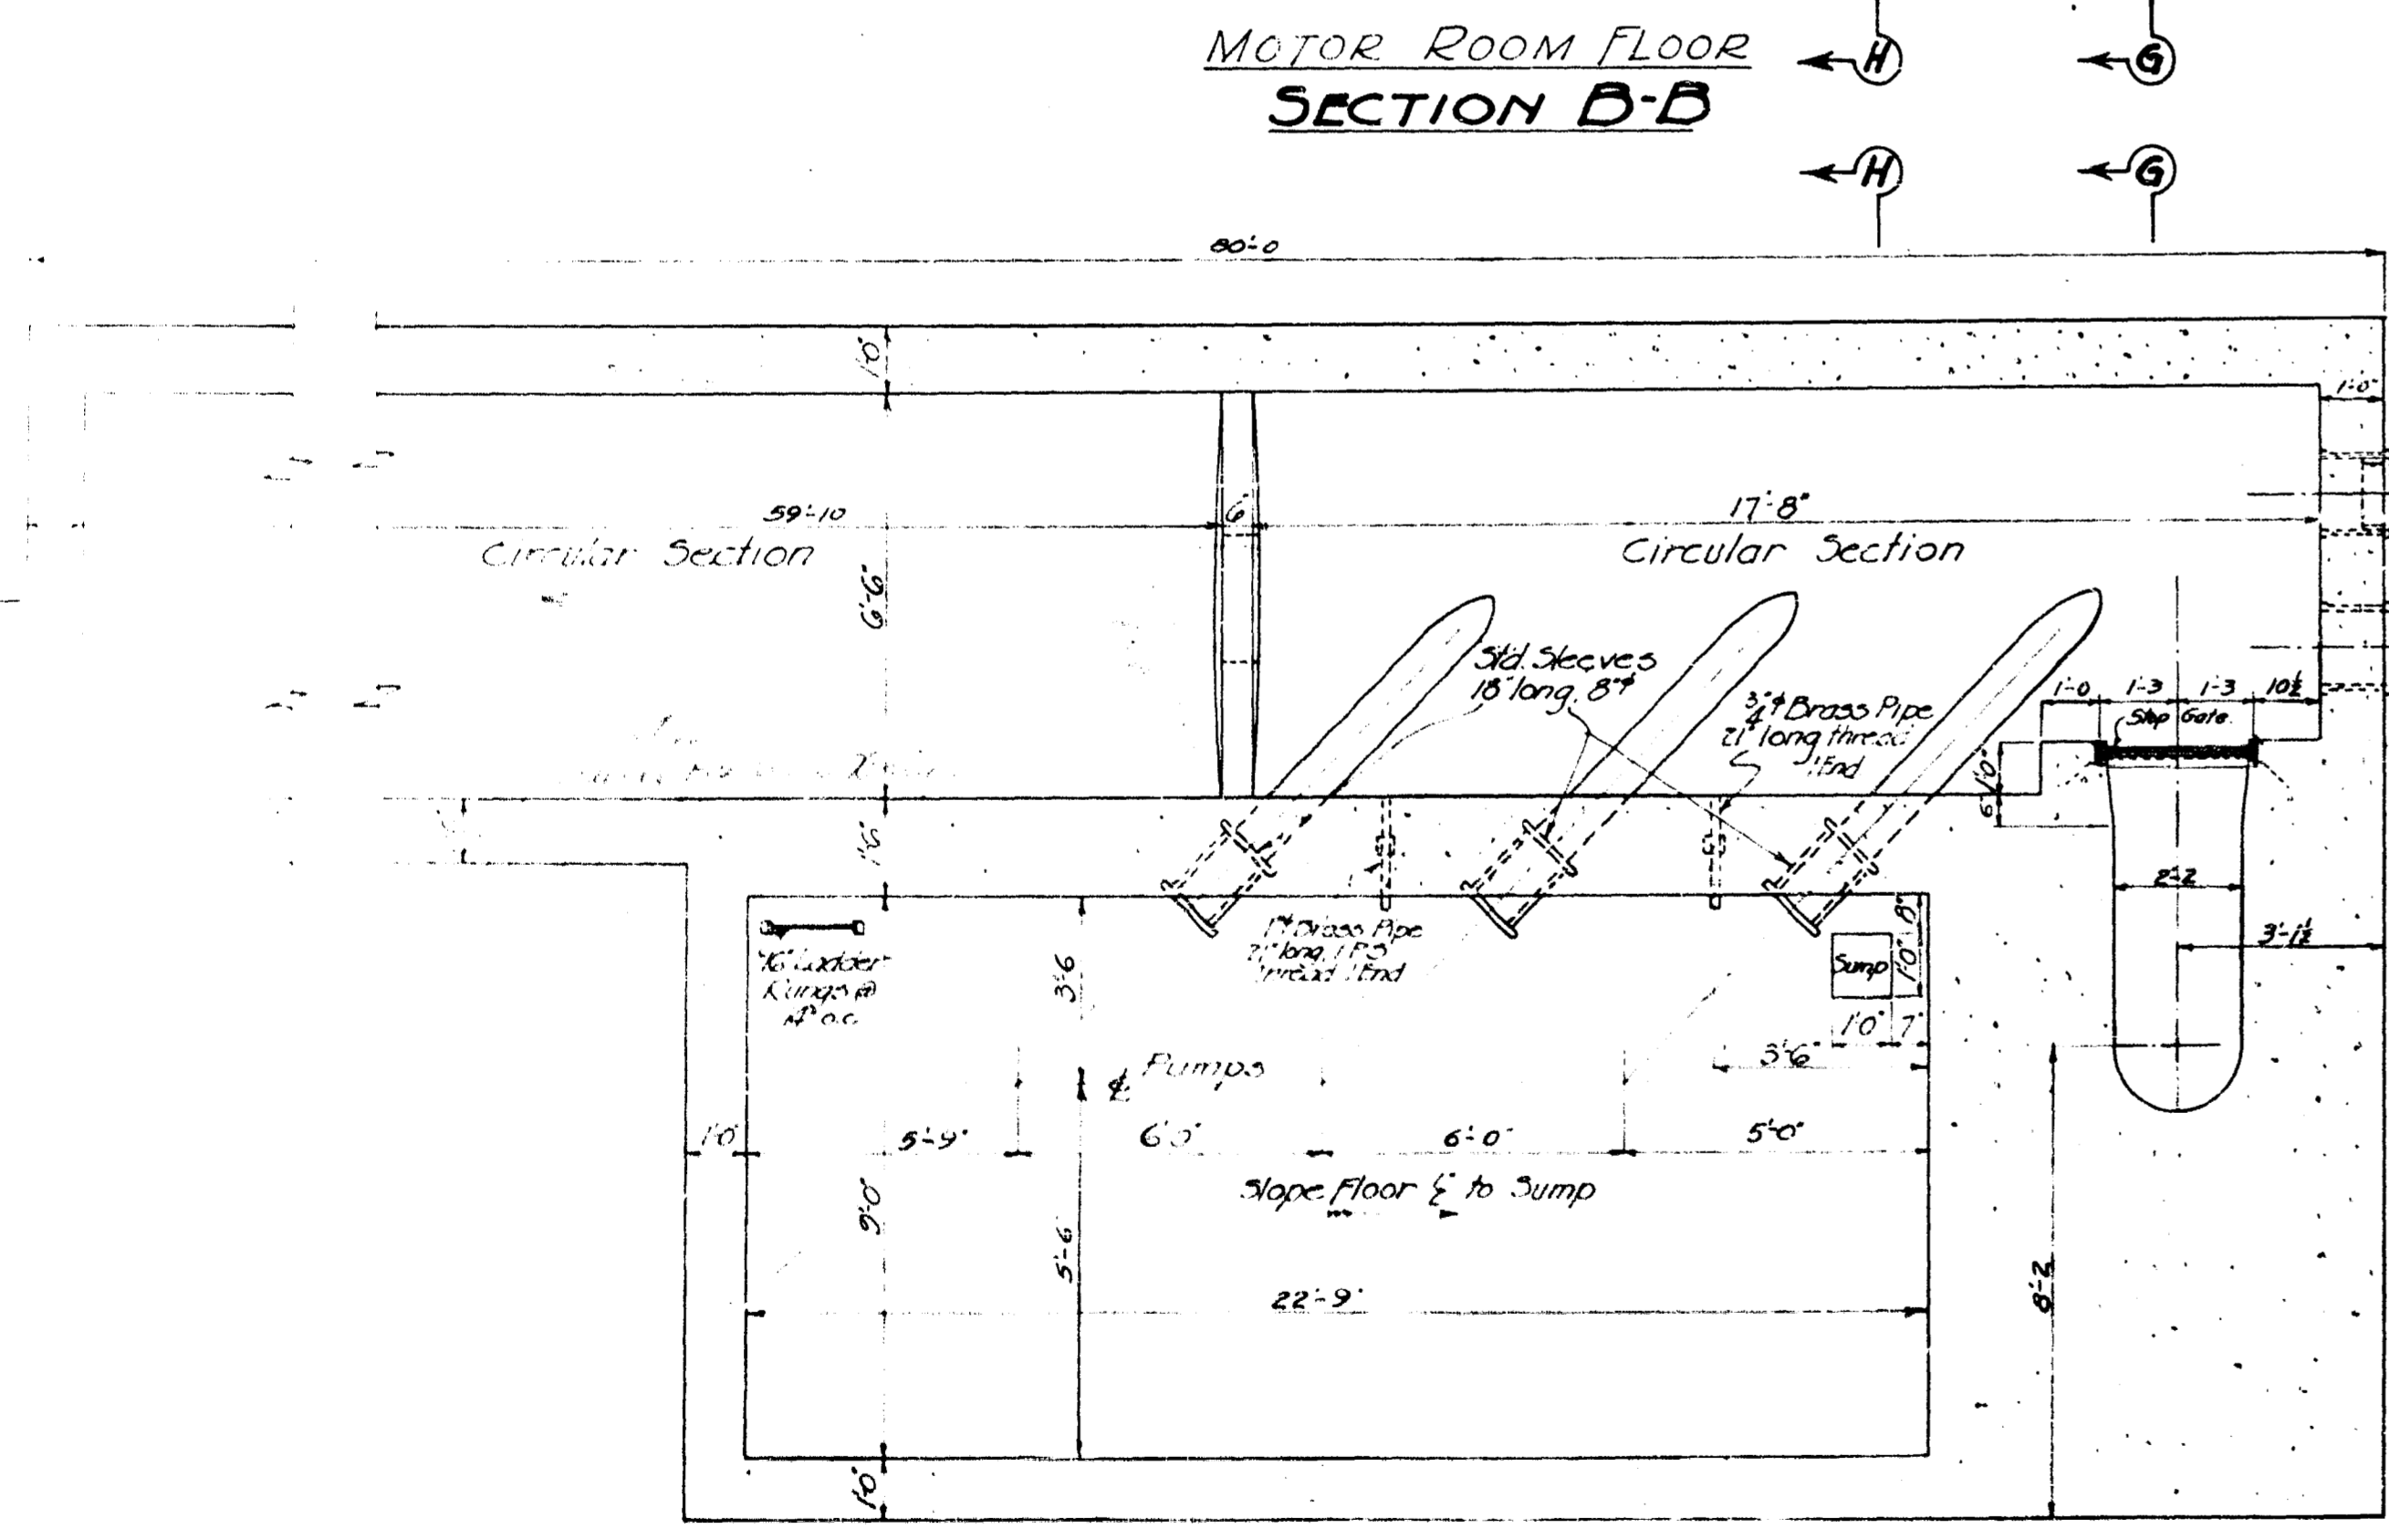 MOTOR ROOM FLOOR
SECTION B-B
H
G
H
G
80'-0
1'-0"
1'-0"
59'-10
6"
17'-8"
Circular Section
Circular Section
6'-6"
Std. Sleeves
18" long, 8"φ
3/4"φ Brass Pipe
21" long thread
1 End
1'-0
1'-3
1'-3
10½
Stop Gate
1'-0"
6"
1'-6"
2'-2
3'-1½
16" Ladder
Rungs @
o.c.
3'-6
1"φ Brass Pipe
21" long, I.P.S
thread 1 End
Sump
8"
1'-0"
1'-0"
7"
3'-6"
℄ Pumps
1'-0"
5'-9"
6'-0"
6'-0"
5'-0"
Slope Floor to Sump
9'-0"
5'-6
22'-9"
8'-2
1'-0"